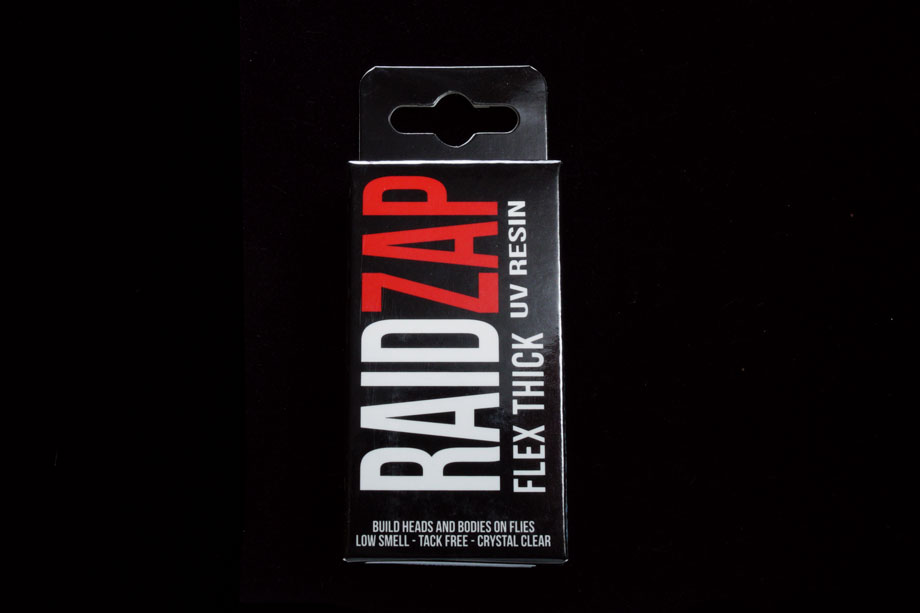 RAIDZAP
FLEX THICK UV RESIN
BUILD HEADS AND BODIES ON FLIES
LOW SMELL - TACK FREE - CRYSTAL CLEAR